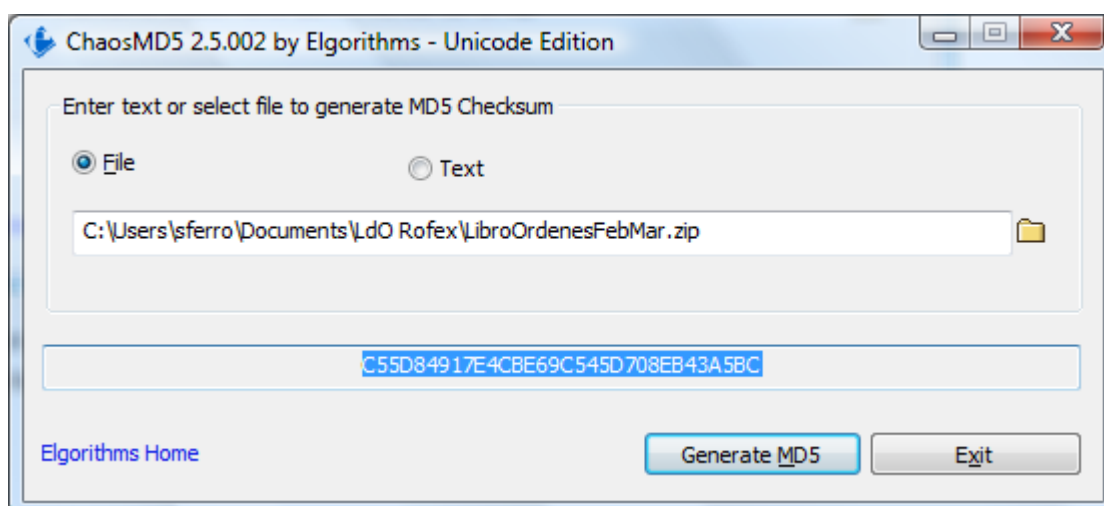 ChaosMD5 2.5.002 by Elgorithms - Unicode Edition
Enter text or select file to generate MD5 Checksum
File Text
C:\Users\sferro\Documents\LdO Rofex\LibroOrdenesFebMar.zip
C55D84917E4CBE69C545D708EB43A5BC
Elgorithms Home Generate MD5 Exit